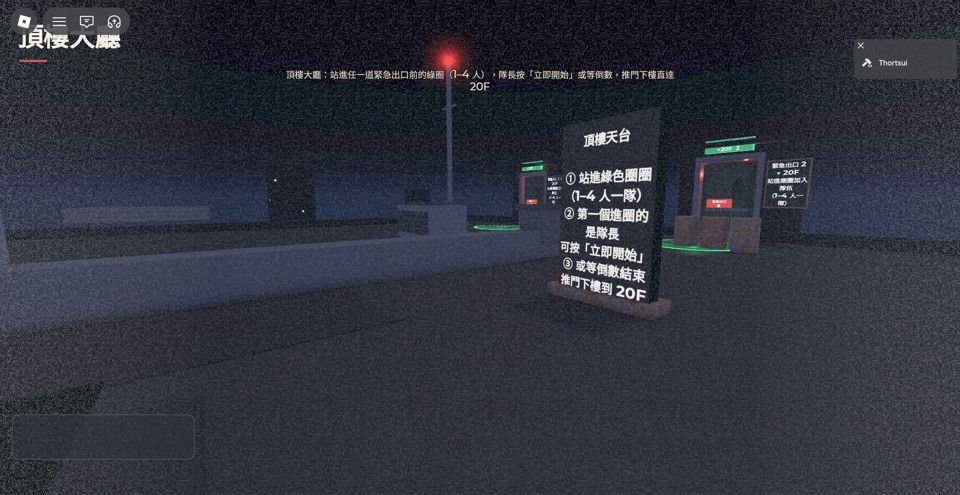 頂樓大廳
頂樓大廳：站進任一道緊急出口前的綠圈（1–4 人），隊長按「立即開始」或等倒數，推門下樓直達
20F
Thortsui
頂樓天台
① 站進綠色圈圈
（1–4 人一隊）
② 第一個進圈的
是隊長
可按「立即開始」
③ 或等倒數結束
推門下樓到 20F
20F 2
緊急出口 2
▼ 20F
站進圈圈加入
隊伍
（1–4 人一
隊）